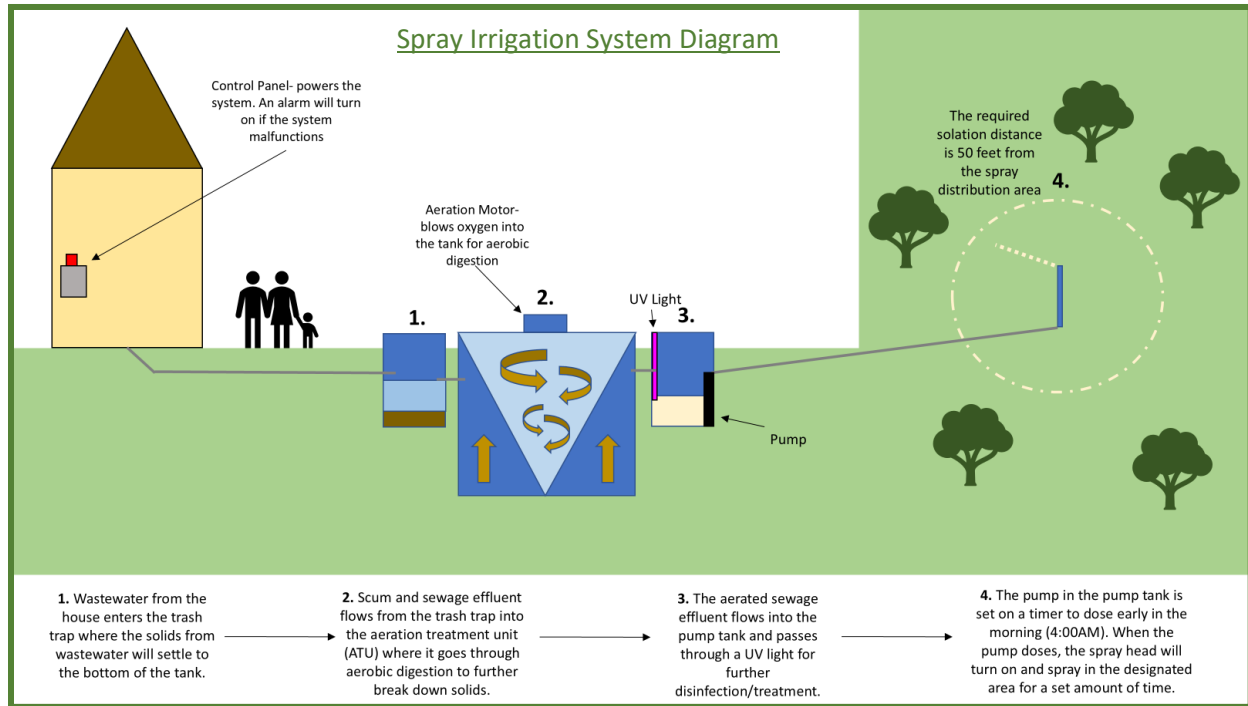 Spray Irrigation System Diagram
Control Panel- powers the
system. An alarm will turn
on if the system
malfunctions
The required
solation distance
is 50 feet from
the spray
distribution area
4.
Aeration Motor-
blows oxygen into
the tank for aerobic
digestion
UV Light
1.
2.
3.
Pump
1. Wastewater from the
house enters the trash
trap where the solids from
wastewater will settle to
the bottom of the tank.
2. Scum and sewage effluent
flows from the trash trap into
the aeration treatment unit
(ATU) where it goes through
aerobic digestion to further
break down solids.
3. The aerated sewage
effluent flows into the
pump tank and passes
through a UV light for
further
disinfection/treatment.
4. The pump in the pump tank is
set on a timer to dose early in the
morning (4:00AM). When the
pump doses, the spray head will
turn on and spray in the designated
area for a set amount of time.